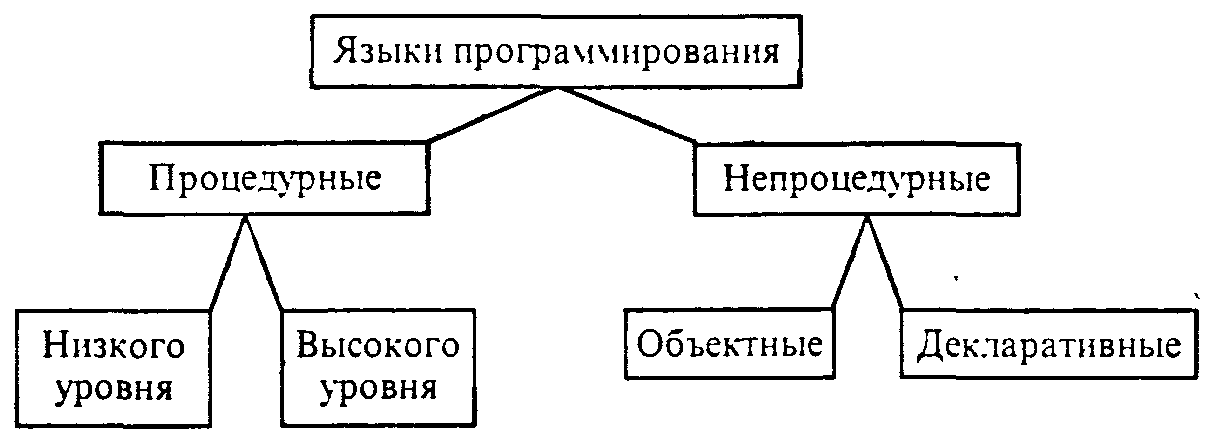 Языки программирования
Процедурные
Непроцедурные
Низкого
уровня
Высокого
уровня
Объектные
Декларативные